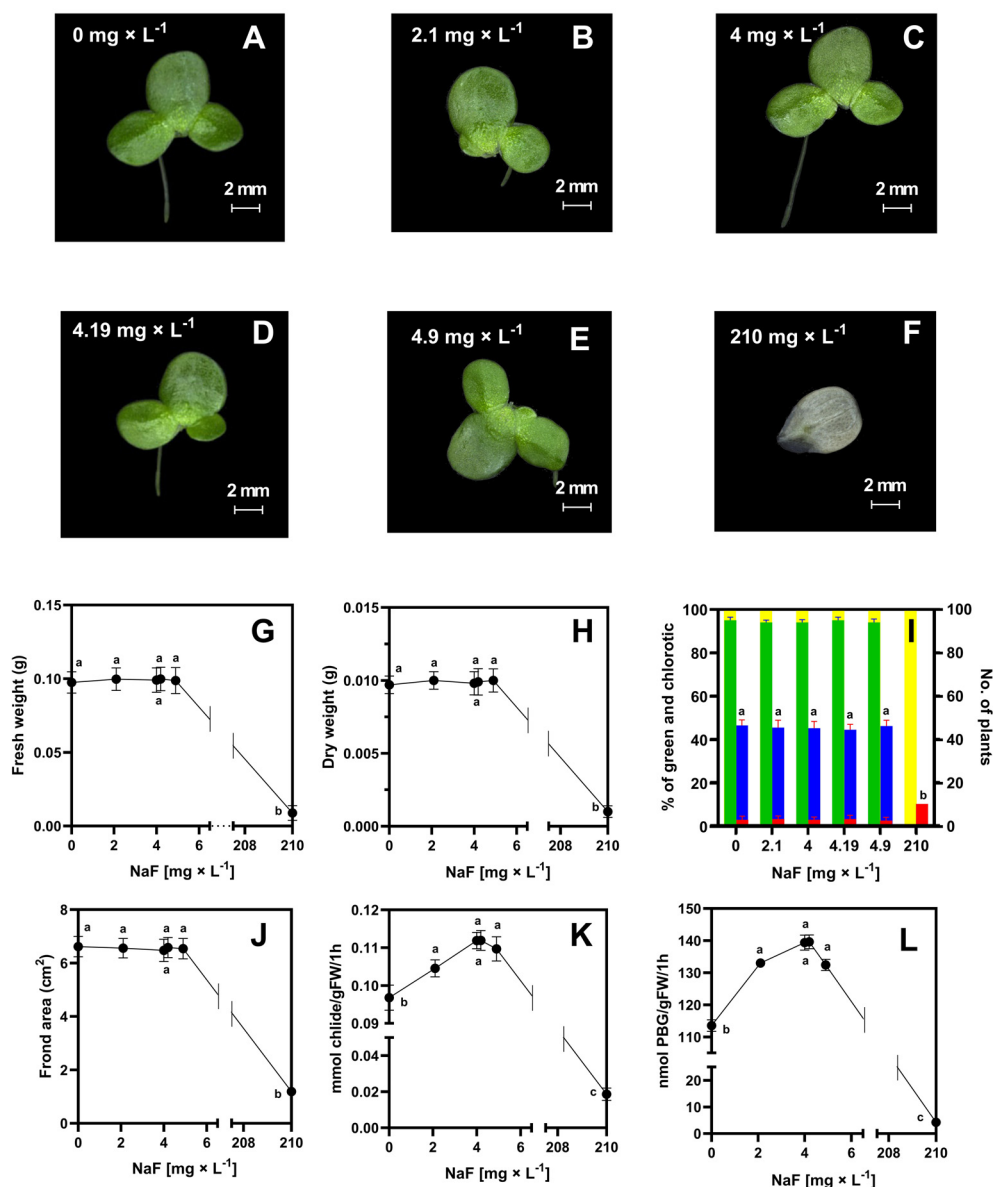 0 mg × L⁻¹ A
2 mm
2.1 mg × L⁻¹ B
2 mm
4 mg × L⁻¹ C
2 mm
4.19 mg × L⁻¹ D
2 mm
4.9 mg × L⁻¹ E
2 mm
210 mg × L⁻¹ F
2 mm
G
Fresh weight (g)
0.15
0.10
0.05
0.00
a a a a
a
b
0 2 4 6 208 210
NaF [mg × L⁻¹]
H
Dry weight (g)
0.015
0.010
0.005
0.000
a a a a
a
b
0 2 4 6 208 210
NaF [mg × L⁻¹]
I
% of green and chlorotic
100
80
60
40
20
0
a a a a a
b
No. of plants
100
80
60
40
20
0
0 2.1 4 4.19 4.9 210
NaF [mg × L⁻¹]
J
Frond area (cm²)
8
6
4
2
0
a a a a
a
b
0 2 4 6 208 210
NaF [mg × L⁻¹]
K
mmol chlide/gFW/1h
0.12
0.11
0.10
0.09
0.04
0.02
0.00
a
a a
a
b
c
0 2 4 6 208 210
NaF [mg × L⁻¹]
L
nmol PBG/gFW/1h
150
140
130
120
110
20
10
0
a
a a
a
b
c
0 2 4 6 208 210
NaF [mg × L⁻¹]